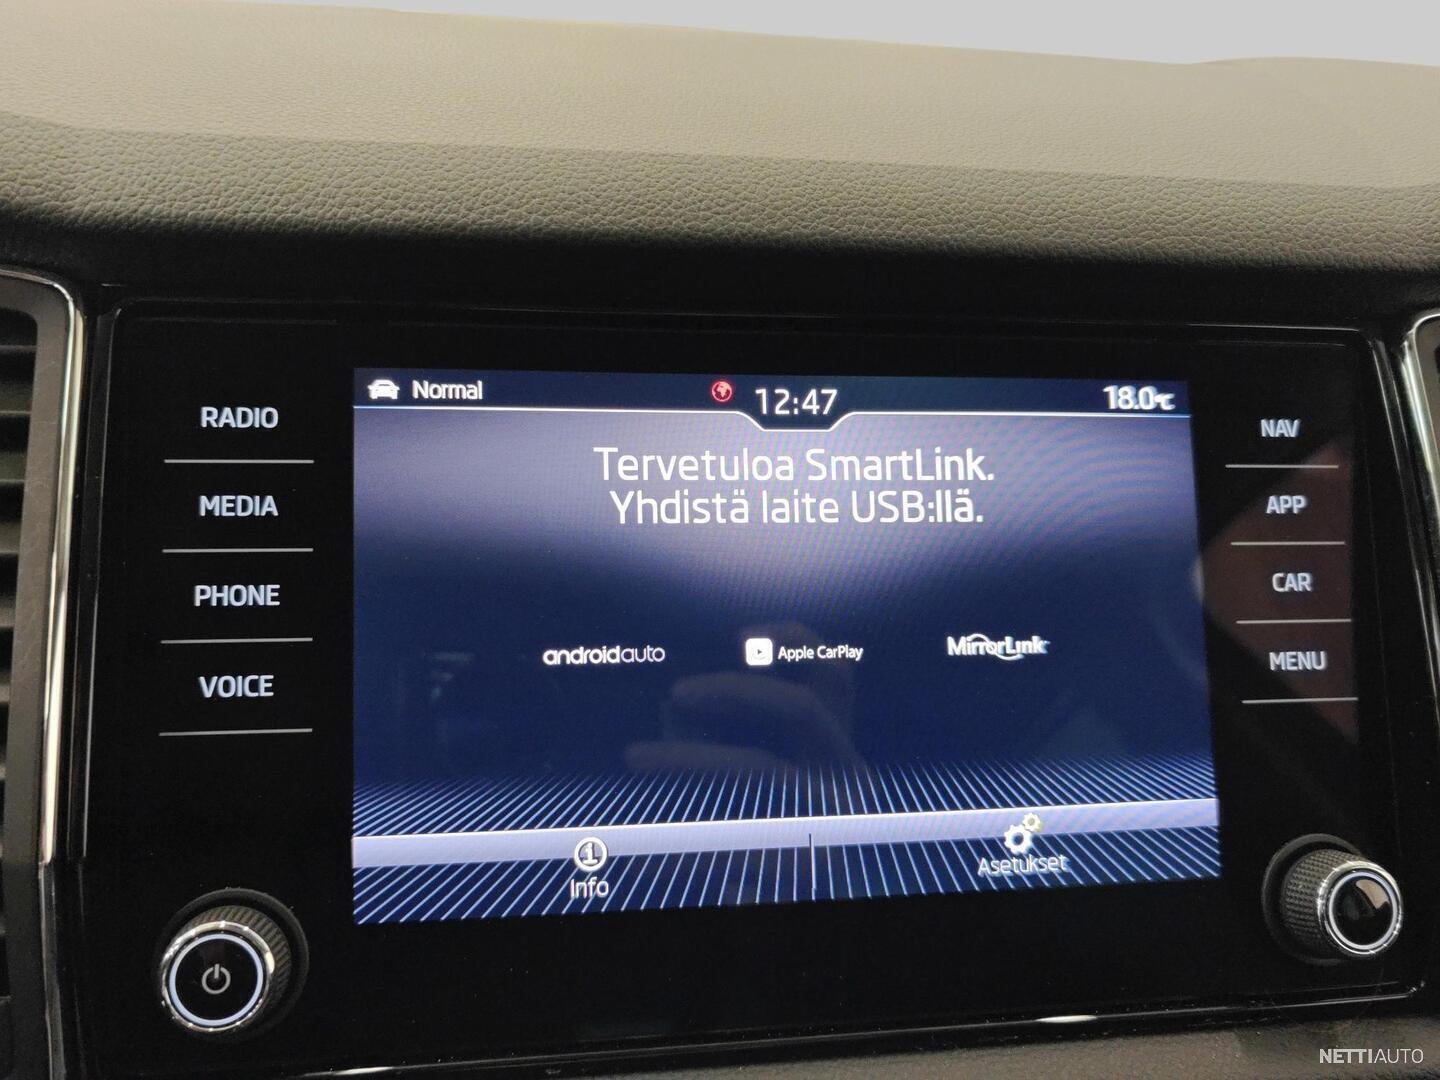 Normal
12:47
18.0°C
RADIO
MEDIA
PHONE
VOICE
Tervetuloa SmartLink.
Yhdistä laite USB:llä.
androidauto
Apple CarPlay
MirrorLink
Info
Asetukset
NAV
APP
CAR
MENU
NETTIAUTO